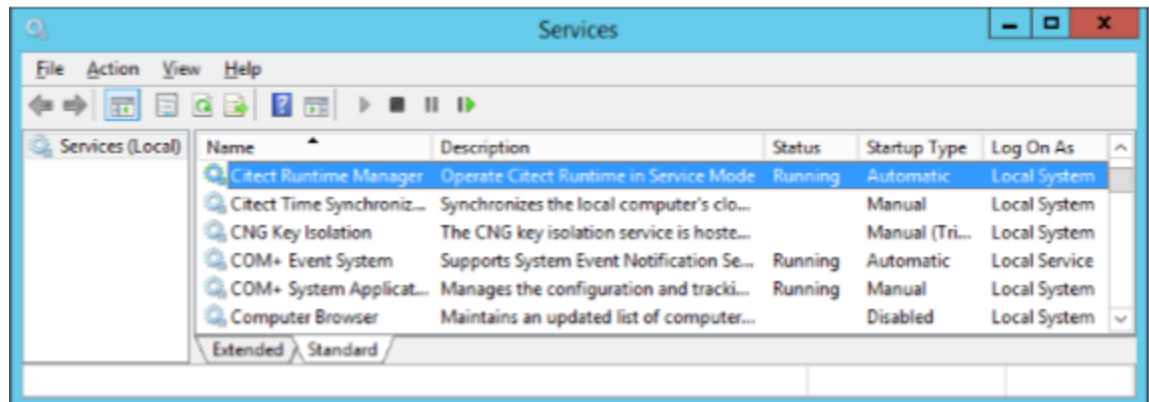 Services
File Action View Help
Services (Local)
Name Description Status Startup Type Log On As
Citect Runtime Manager Operate Citect Runtime in Service Mode Running Automatic Local System
Citect Time Synchroniz... Synchronizes the local computer's clo... Manual Local System
CNG Key Isolation The CNG key isolation service is hoste... Manual (Tri... Local System
COM+ Event System Supports System Event Notification Se... Running Automatic Local Service
COM+ System Applicat... Manages the configuration and tracki... Running Manual Local System
Computer Browser Maintains an updated list of computer... Disabled Local System
Extended Standard